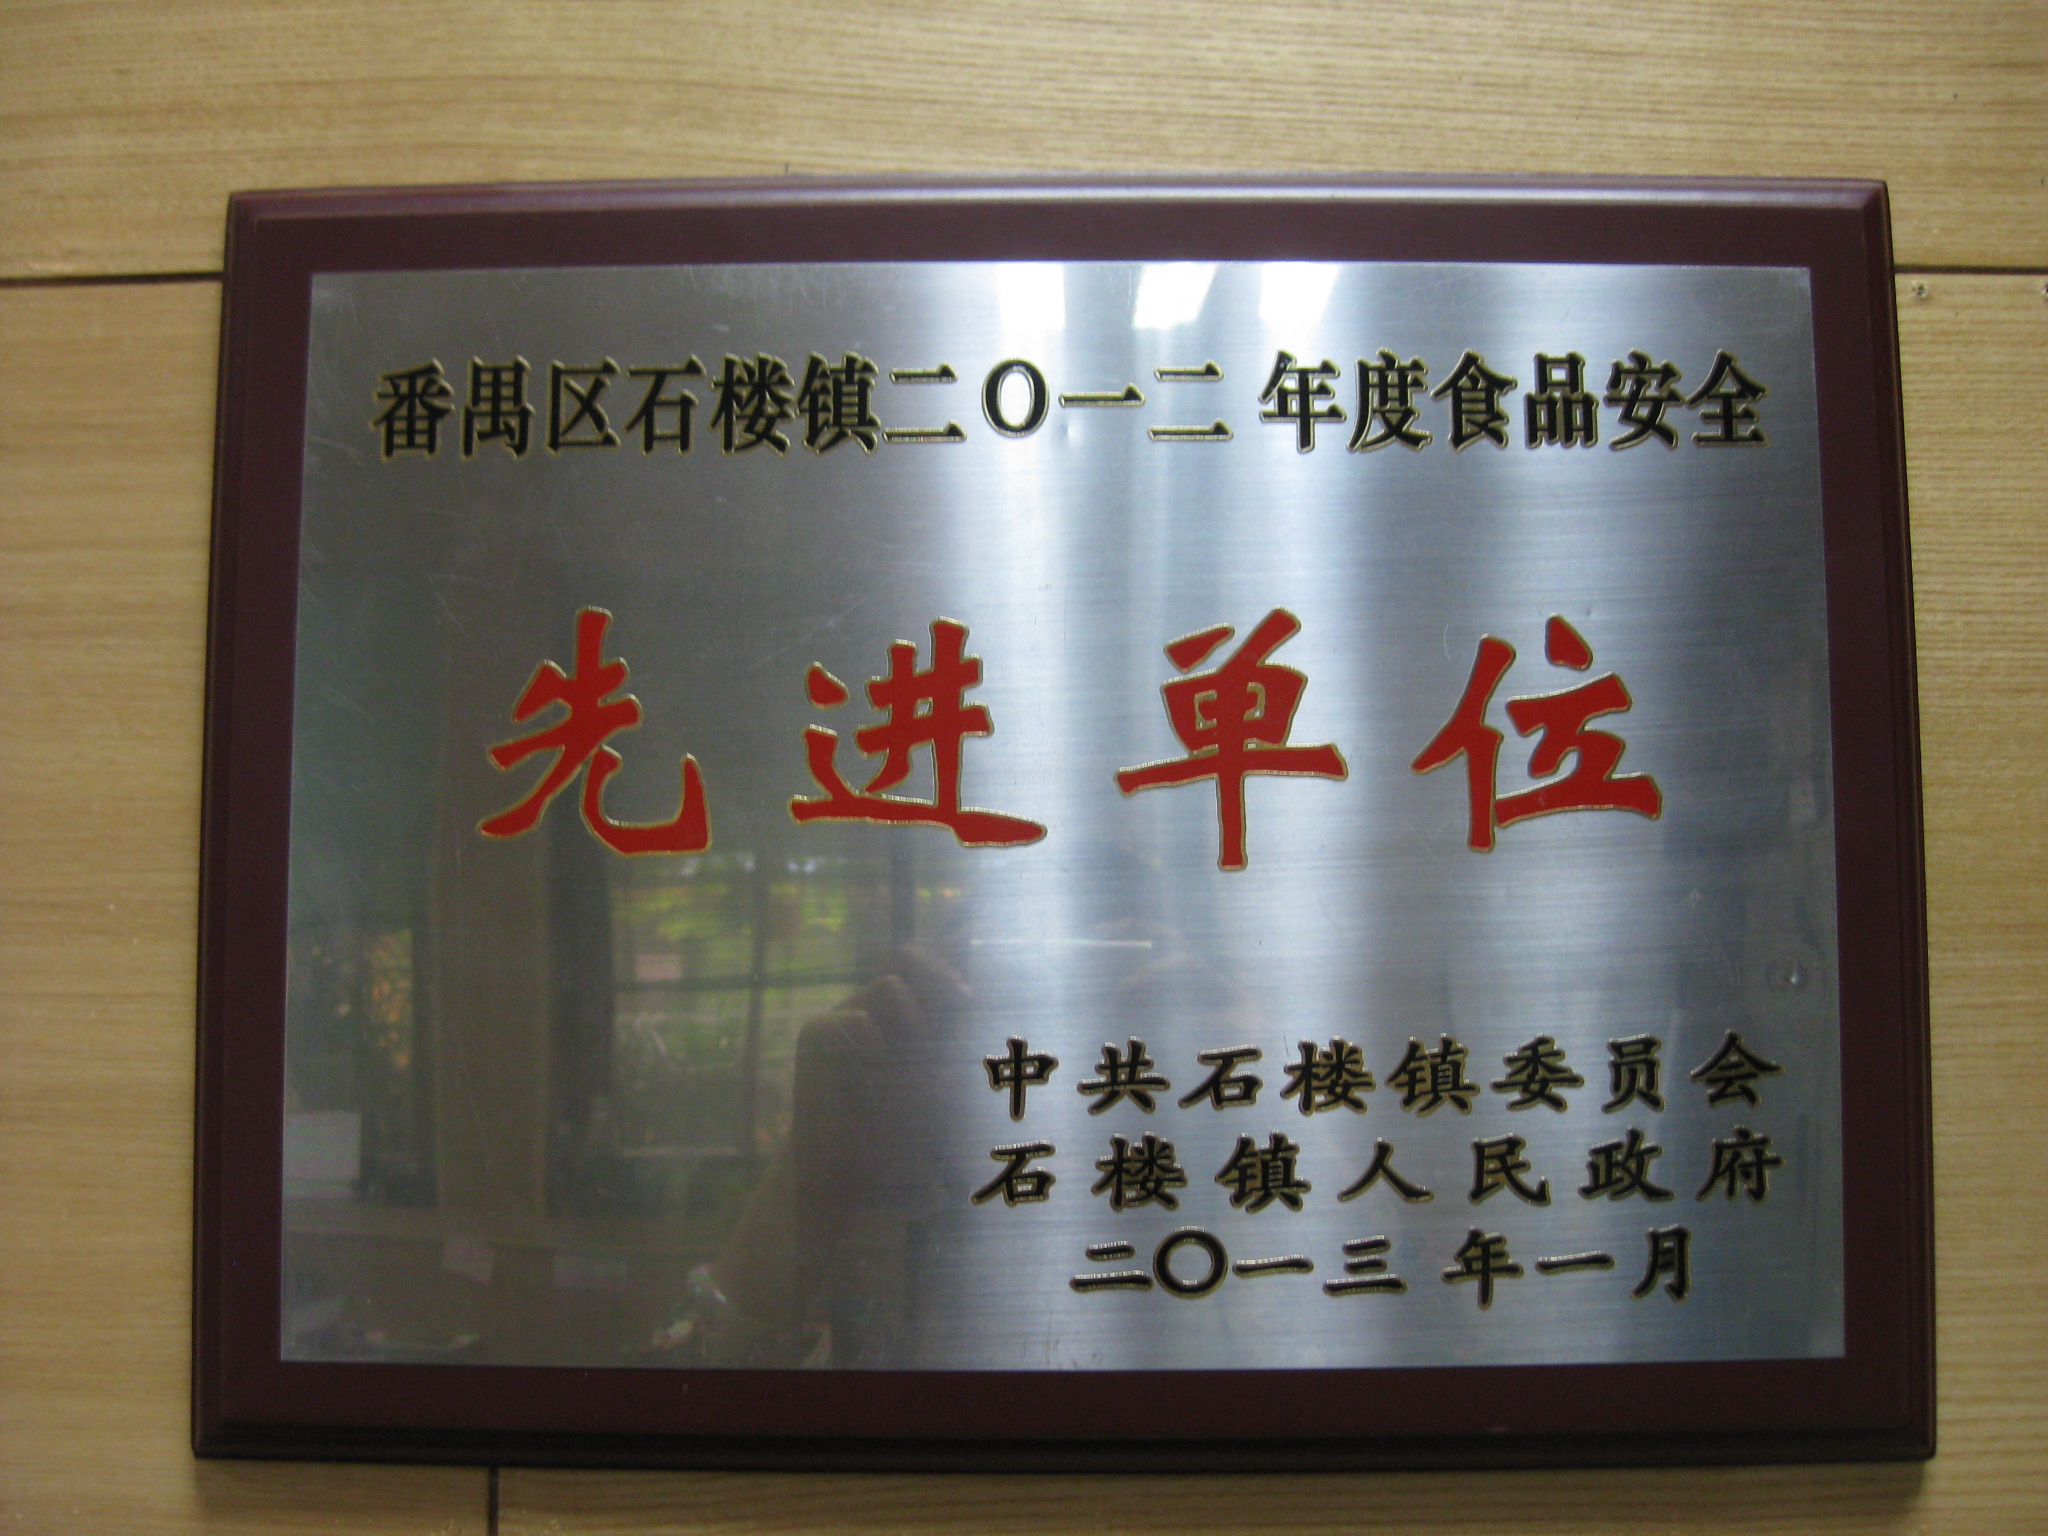 番禺区石楼镇二〇一二年度食品安全
先进单位
中共石楼镇委员会
石楼镇人民政府
二〇一三年一月